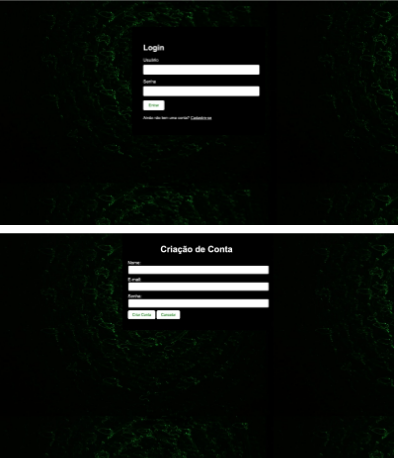 Login
Usuário:
Senha:
Entrar
Ainda não tem uma conta? Cadastre-se
Criação de Conta
Nome:
E-mail:
Senha:
Criar Conta Cancelar